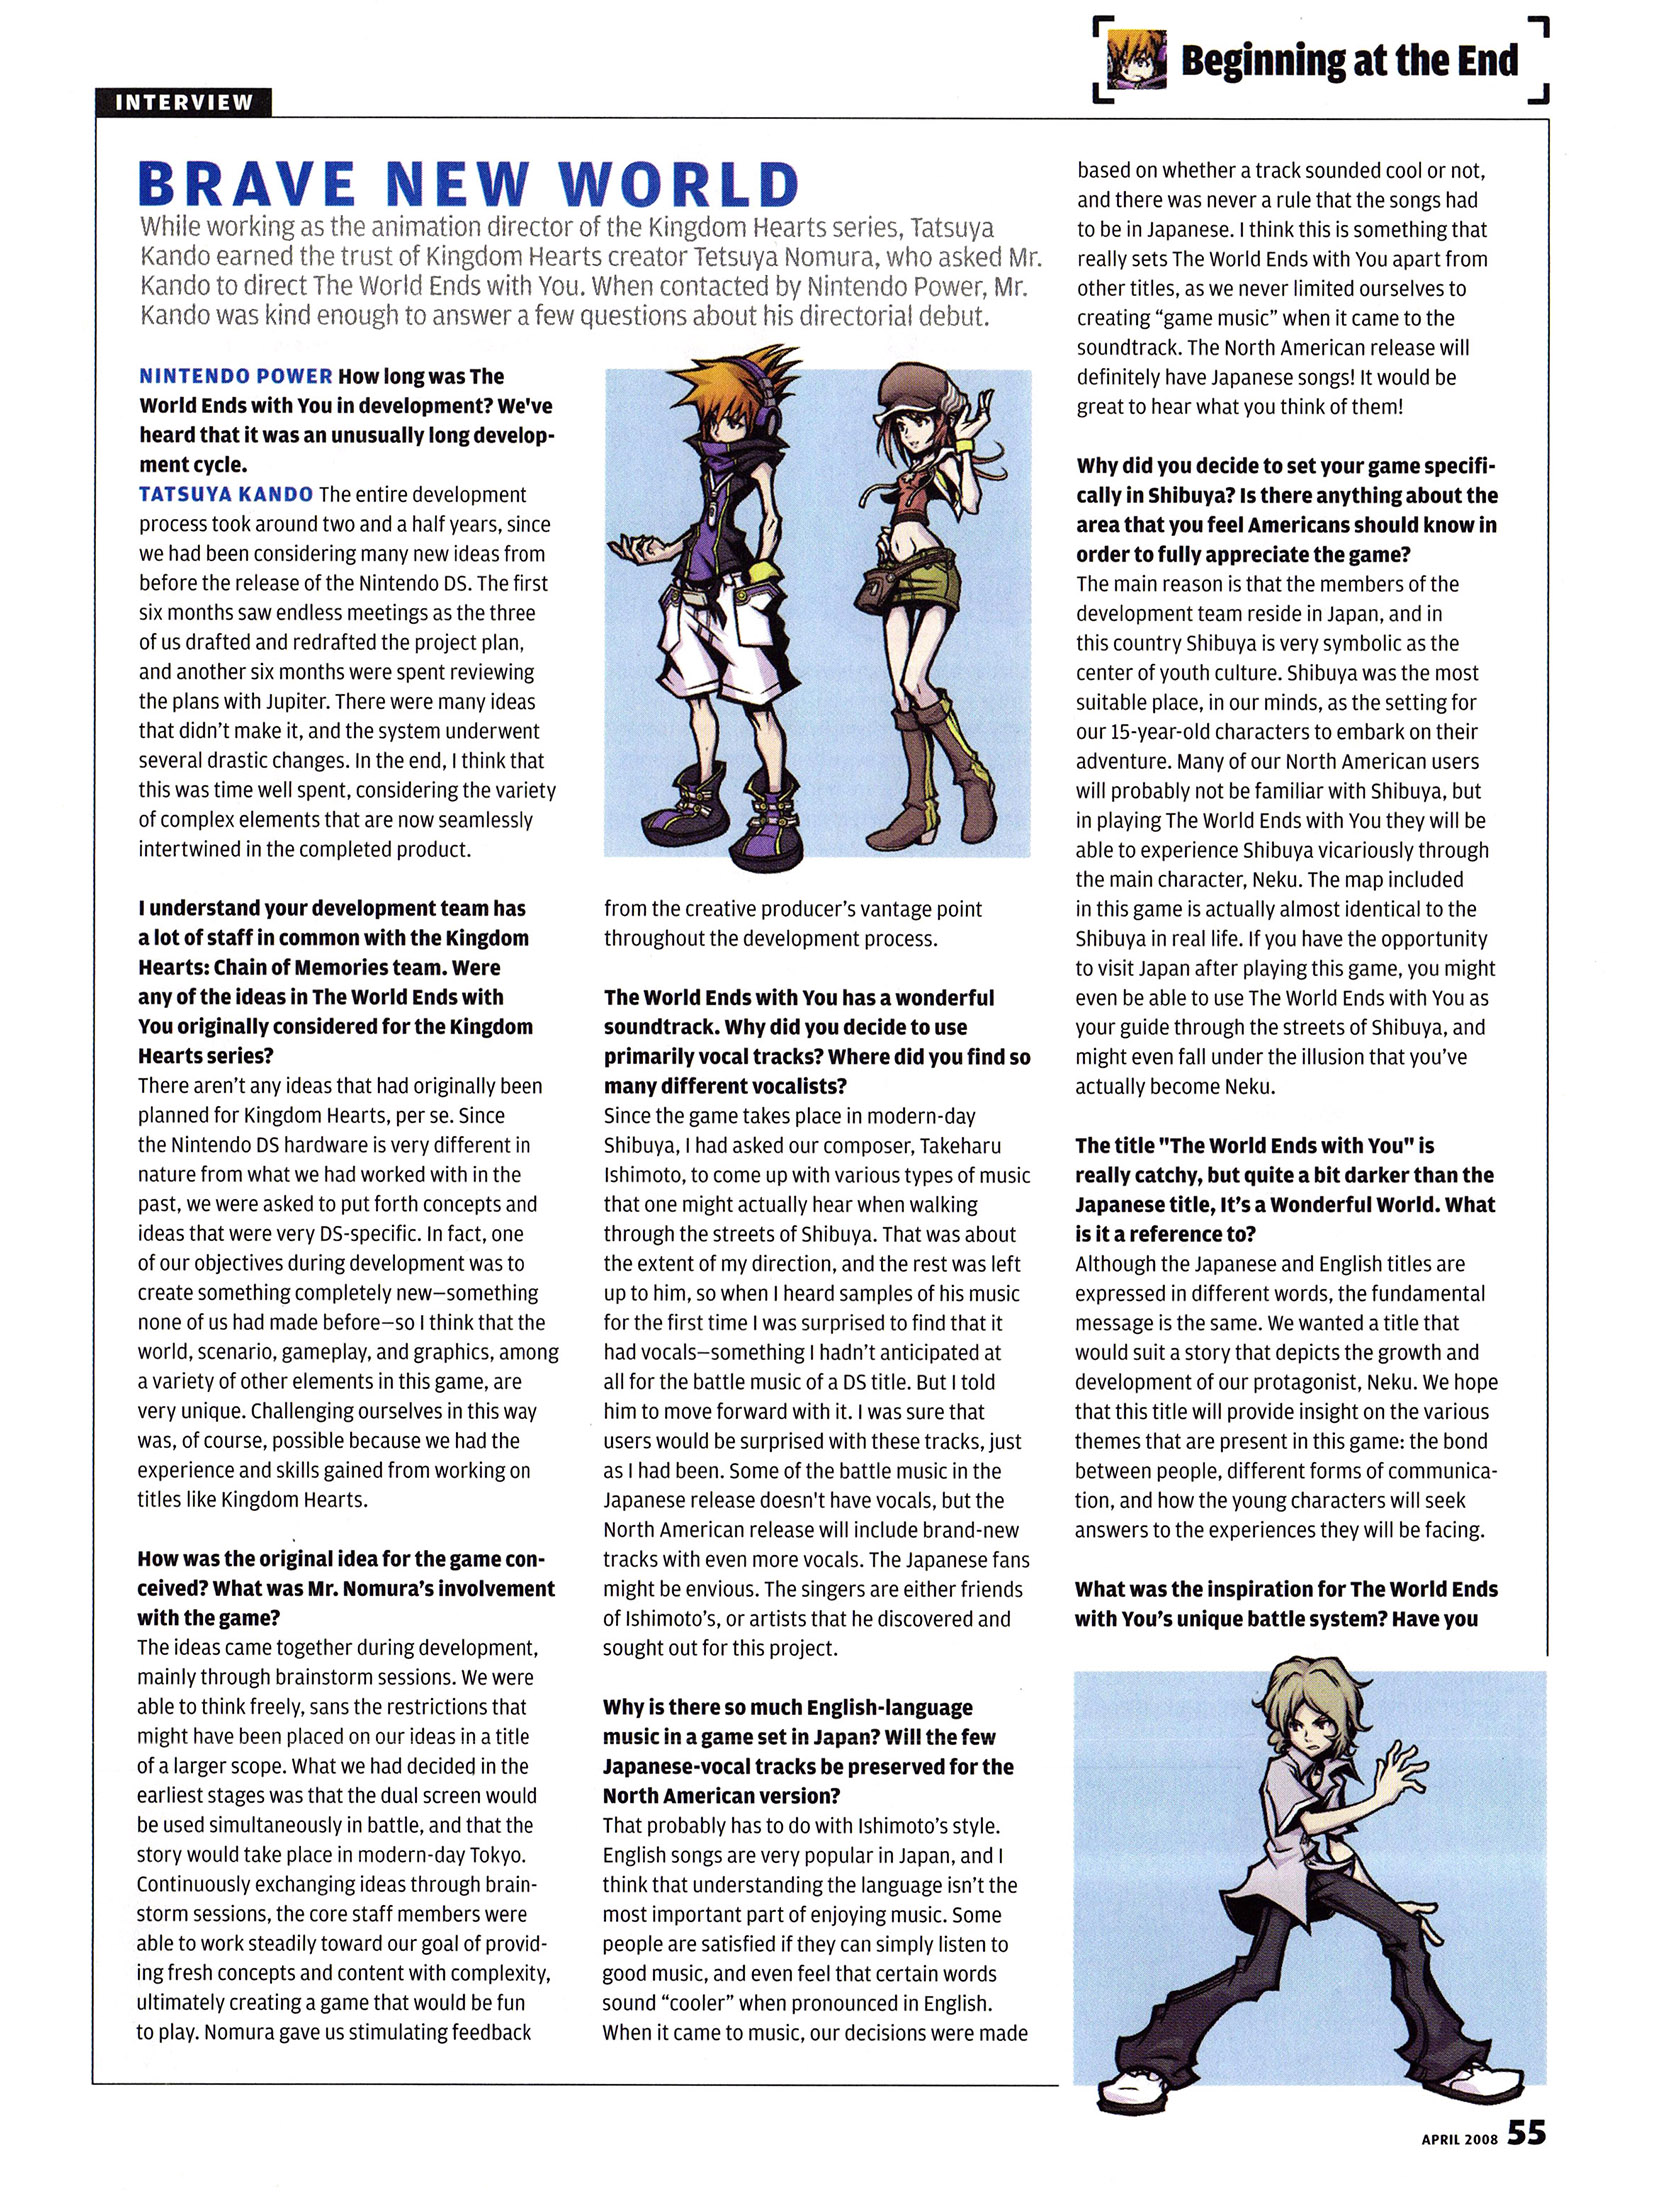 Beginning at the End
INTERVIEW
BRAVE NEW WORLD
While working as the animation director of the Kingdom Hearts series, Tatsuya
Kando earned the trust of Kingdom Hearts creator Tetsuya Nomura, who asked Mr.
Kando to direct The World Ends with You. When contacted by Nintendo Power, Mr.
Kando was kind enough to answer a few questions about his directorial debut.
NINTENDO POWER How long was The
World Ends with You in development? We've
heard that it was an unusually long develop-
ment cycle.
TATSUYA KANDO The entire development
process took around two and a half years, since
we had been considering many new ideas from
before the release of the Nintendo DS. The first
six months saw endless meetings as the three
of us drafted and redrafted the project plan,
and another six months were spent reviewing
the plans with Jupiter. There were many ideas
that didn't make it, and the system underwent
several drastic changes. In the end, I think that
this was time well spent, considering the variety
of complex elements that are now seamlessly
intertwined in the completed product.
I understand your development team has
a lot of staff in common with the Kingdom
Hearts: Chain of Memories team. Were
any of the ideas in The World Ends with
You originally considered for the Kingdom
Hearts series?
There aren't any ideas that had originally been
planned for Kingdom Hearts, per se. Since
the Nintendo DS hardware is very different in
nature from what we had worked with in the
past, we were asked to put forth concepts and
ideas that were very DS-specific. In fact, one
of our objectives during development was to
create something completely new—something
none of us had made before—so I think that the
world, scenario, gameplay, and graphics, among
a variety of other elements in this game, are
very unique. Challenging ourselves in this way
was, of course, possible because we had the
experience and skills gained from working on
titles like Kingdom Hearts.
How was the original idea for the game con-
ceived? What was Mr. Nomura's involvement
with the game?
The ideas came together during development,
mainly through brainstorm sessions. We were
able to think freely, sans the restrictions that
might have been placed on our ideas in a title
of a larger scope. What we had decided in the
earliest stages was that the dual screen would
be used simultaneously in battle, and that the
story would take place in modern-day Tokyo.
Continuously exchanging ideas through brain-
storm sessions, the core staff members were
able to work steadily toward our goal of provid-
ing fresh concepts and content with complexity,
ultimately creating a game that would be fun
to play. Nomura gave us stimulating feedback
from the creative producer's vantage point
throughout the development process.
The World Ends with You has a wonderful
soundtrack. Why did you decide to use
primarily vocal tracks? Where did you find so
many different vocalists?
Since the game takes place in modern-day
Shibuya, I had asked our composer, Takeharu
Ishimoto, to come up with various types of music
that one might actually hear when walking
through the streets of Shibuya. That was about
the extent of my direction, and the rest was left
up to him, so when I heard samples of his music
for the first time I was surprised to find that it
had vocals—something I hadn't anticipated at
all for the battle music of a DS title. But I told
him to move forward with it. I was sure that
users would be surprised with these tracks, just
as I had been. Some of the battle music in the
Japanese release doesn't have vocals, but the
North American release will include brand-new
tracks with even more vocals. The Japanese fans
might be envious. The singers are either friends
of Ishimoto's, or artists that he discovered and
sought out for this project.
Why is there so much English-language
music in a game set in Japan? Will the few
Japanese-vocal tracks be preserved for the
North American version?
That probably has to do with Ishimoto's style.
English songs are very popular in Japan, and I
think that understanding the language isn't the
most important part of enjoying music. Some
people are satisfied if they can simply listen to
good music, and even feel that certain words
sound “cooler” when pronounced in English.
When it came to music, our decisions were made
based on whether a track sounded cool or not,
and there was never a rule that the songs had
to be in Japanese. I think this is something that
really sets The World Ends with You apart from
other titles, as we never limited ourselves to
creating “game music” when it came to the
soundtrack. The North American release will
definitely have Japanese songs! It would be
great to hear what you think of them!
Why did you decide to set your game specifi-
cally in Shibuya? Is there anything about the
area that you feel Americans should know in
order to fully appreciate the game?
The main reason is that the members of the
development team reside in Japan, and in
this country Shibuya is very symbolic as the
center of youth culture. Shibuya was the most
suitable place, in our minds, as the setting for
our 15-year-old characters to embark on their
adventure. Many of our North American users
will probably not be familiar with Shibuya, but
in playing The World Ends with You they will be
able to experience Shibuya vicariously through
the main character, Neku. The map included
in this game is actually almost identical to the
Shibuya in real life. If you have the opportunity
to visit Japan after playing this game, you might
even be able to use The World Ends with You as
your guide through the streets of Shibuya, and
might even fall under the illusion that you've
actually become Neku.
The title "The World Ends with You" is
really catchy, but quite a bit darker than the
Japanese title, It's a Wonderful World. What
is it a reference to?
Although the Japanese and English titles are
expressed in different words, the fundamental
message is the same. We wanted a title that
would suit a story that depicts the growth and
development of our protagonist, Neku. We hope
that this title will provide insight on the various
themes that are present in this game: the bond
between people, different forms of communica-
tion, and how the young characters will seek
answers to the experiences they will be facing.
What was the inspiration for The World Ends
with You's unique battle system? Have you
APRIL 2008 55